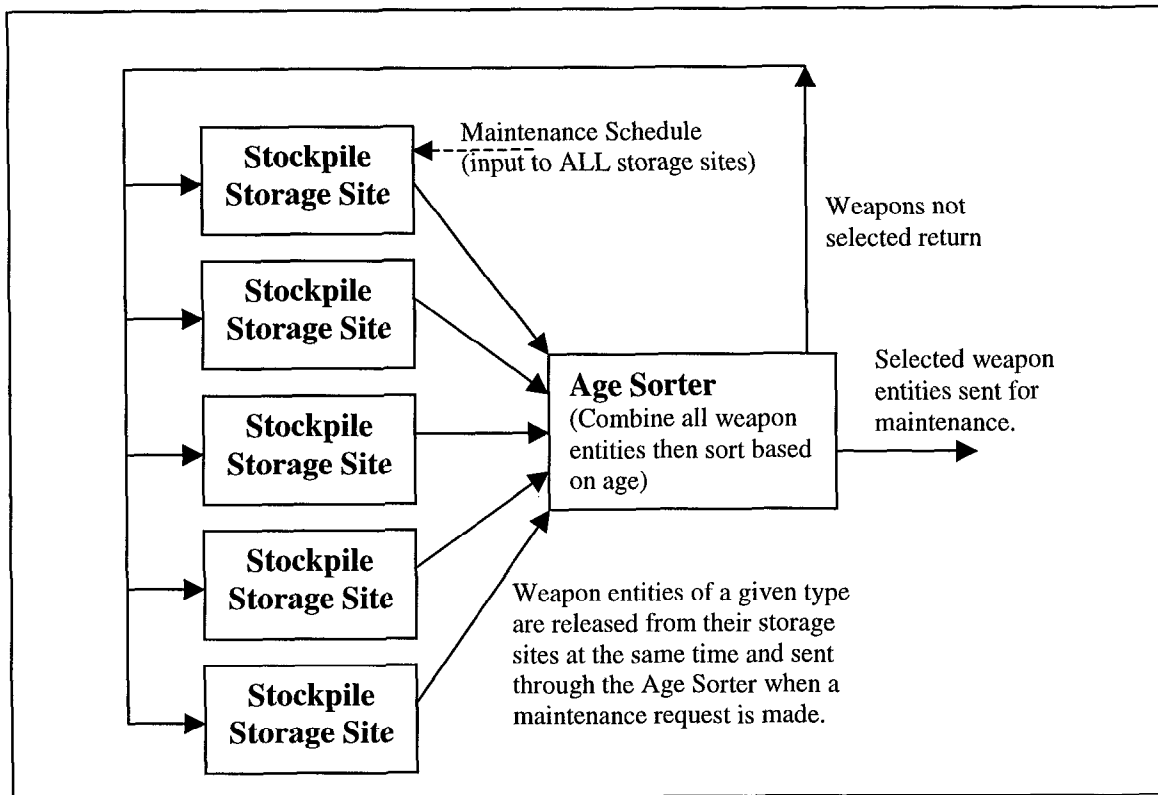 Stockpile
Storage Site
Maintenance Schedule
(input to ALL storage sites)
Weapons not
selected return
Stockpile
Storage Site
Stockpile
Storage Site
Age Sorter
(Combine all weapon
entities then sort based
on age)
Selected weapon
entities sent for
maintenance.
Stockpile
Storage Site
Stockpile
Storage Site
Weapon entities of a given type
are released from their storage
sites at the same time and sent
through the Age Sorter when a
maintenance request is made.